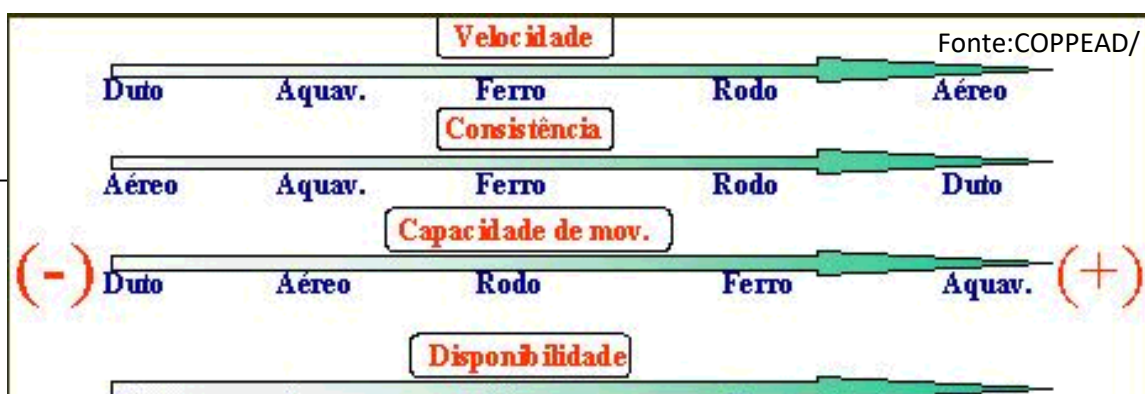 Velocidade
Fonte:COPPEAD/
Duto Aquav. Ferro Rodo Aéreo
Consistência
Aéreo Aquav. Ferro Rodo Duto
Capacidade de mov.
(-) Duto Aéreo Rodo Ferro Aquav. (+)
Disponibilidade